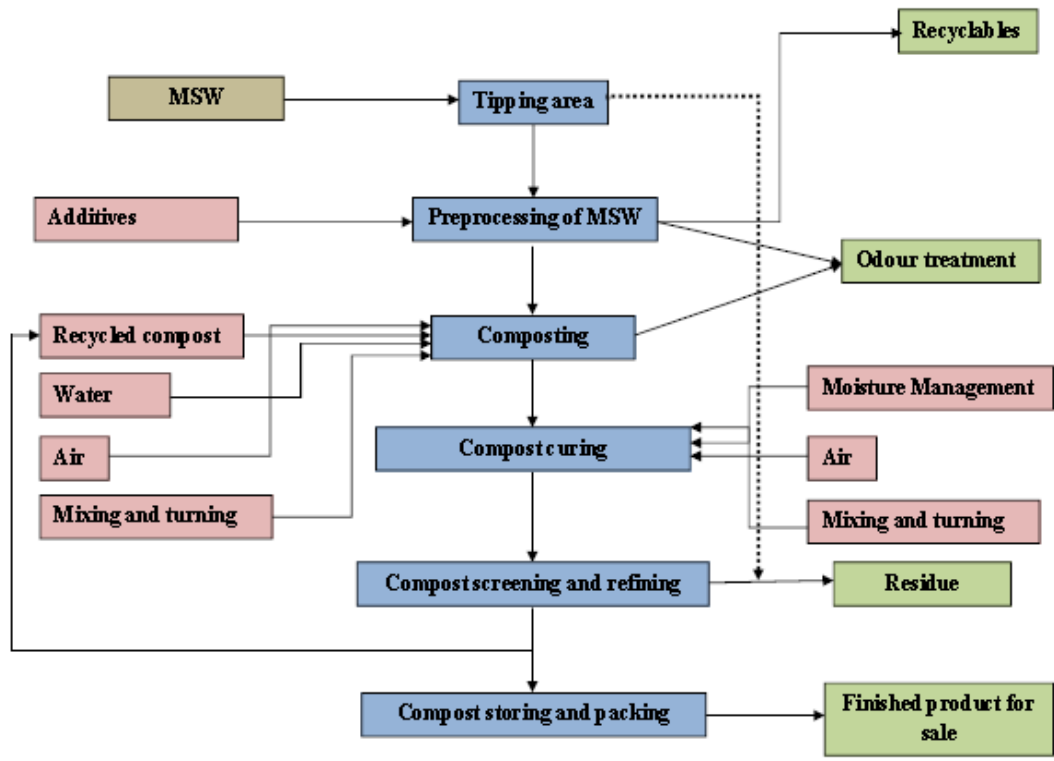 Recyclables
MSW
Tipping area
Additives
Preprocessing of MSW
Odour treatment
Recycled compost
Composting
Water
Moisture Management
Air
Compost curing
Air
Mixing and turning
Mixing and turning
Compost screening and refining
Residue
Compost storing and packing
Finished product for
sale